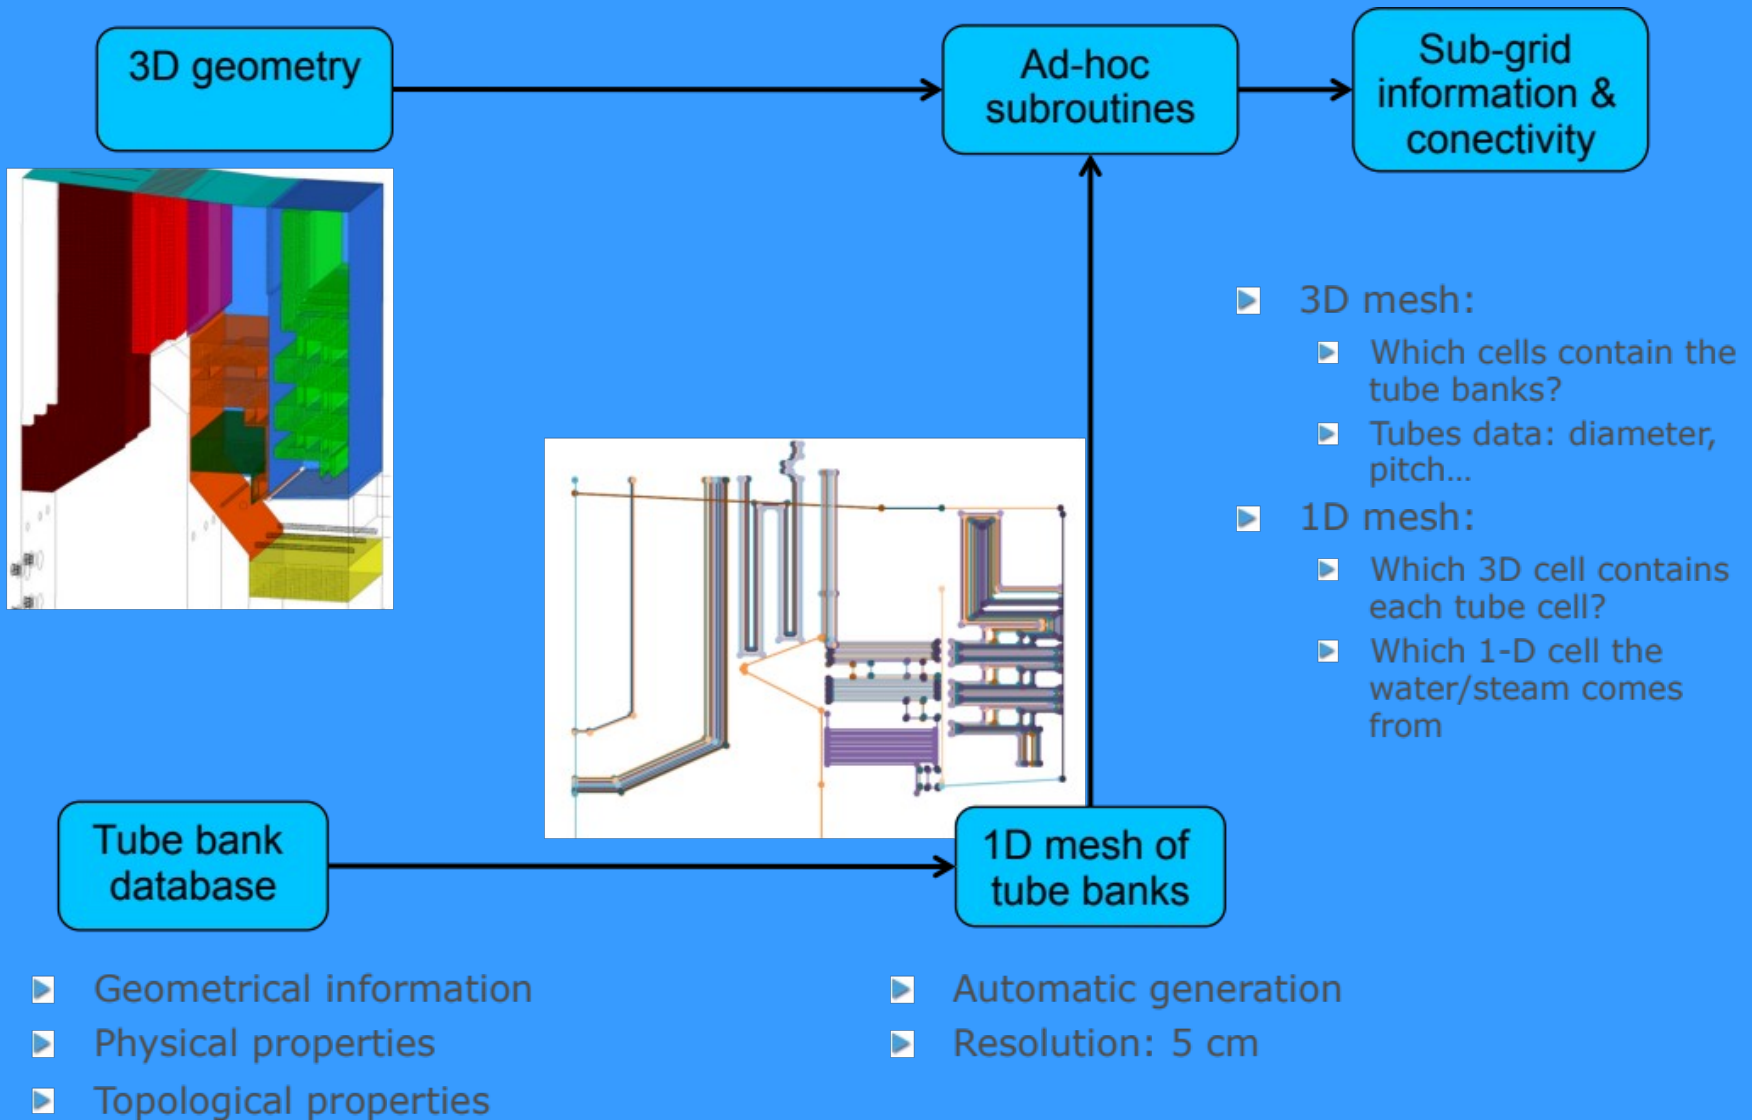 3D geometry
Ad-hoc
subroutines
Sub-grid
information &
conectivity
3D mesh:
Which cells contain the
tube banks?
Tubes data: diameter,
pitch...
1D mesh:
Which 3D cell contains
each tube cell?
Which 1-D cell the
water/steam comes
from
Tube bank
database
1D mesh of
tube banks
Geometrical information
Physical properties
Topological properties
Automatic generation
Resolution: 5 cm